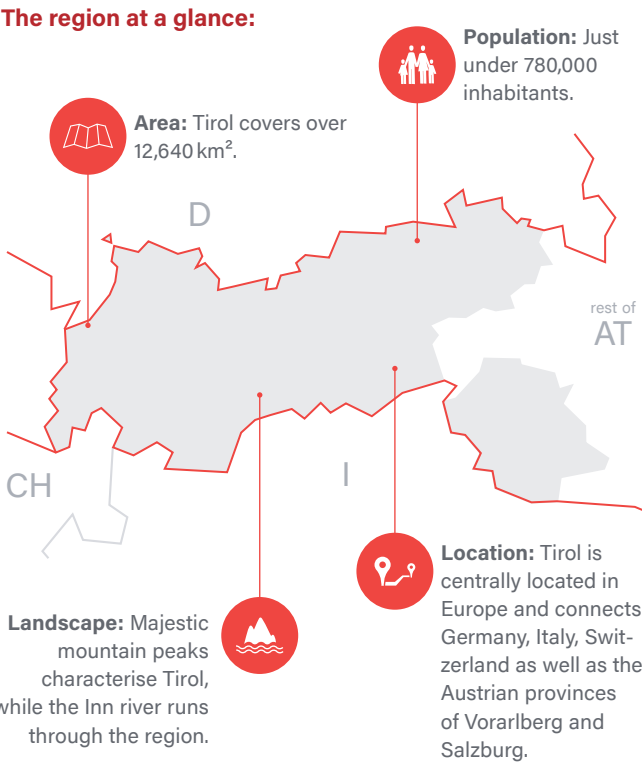 The region at a glance:
Population: Just
under 780,000
inhabitants.
Area: Tirol covers over
12,640 km².
D
rest of
AT
CH
I
Location: Tirol is
centrally located in
Europe and connects
Germany, Italy, Swit-
zerland as well as the
Austrian provinces
of Vorarlberg and
Salzburg.
Landscape: Majestic
mountain peaks
characterise Tirol,
while the Inn river runs
through the region.